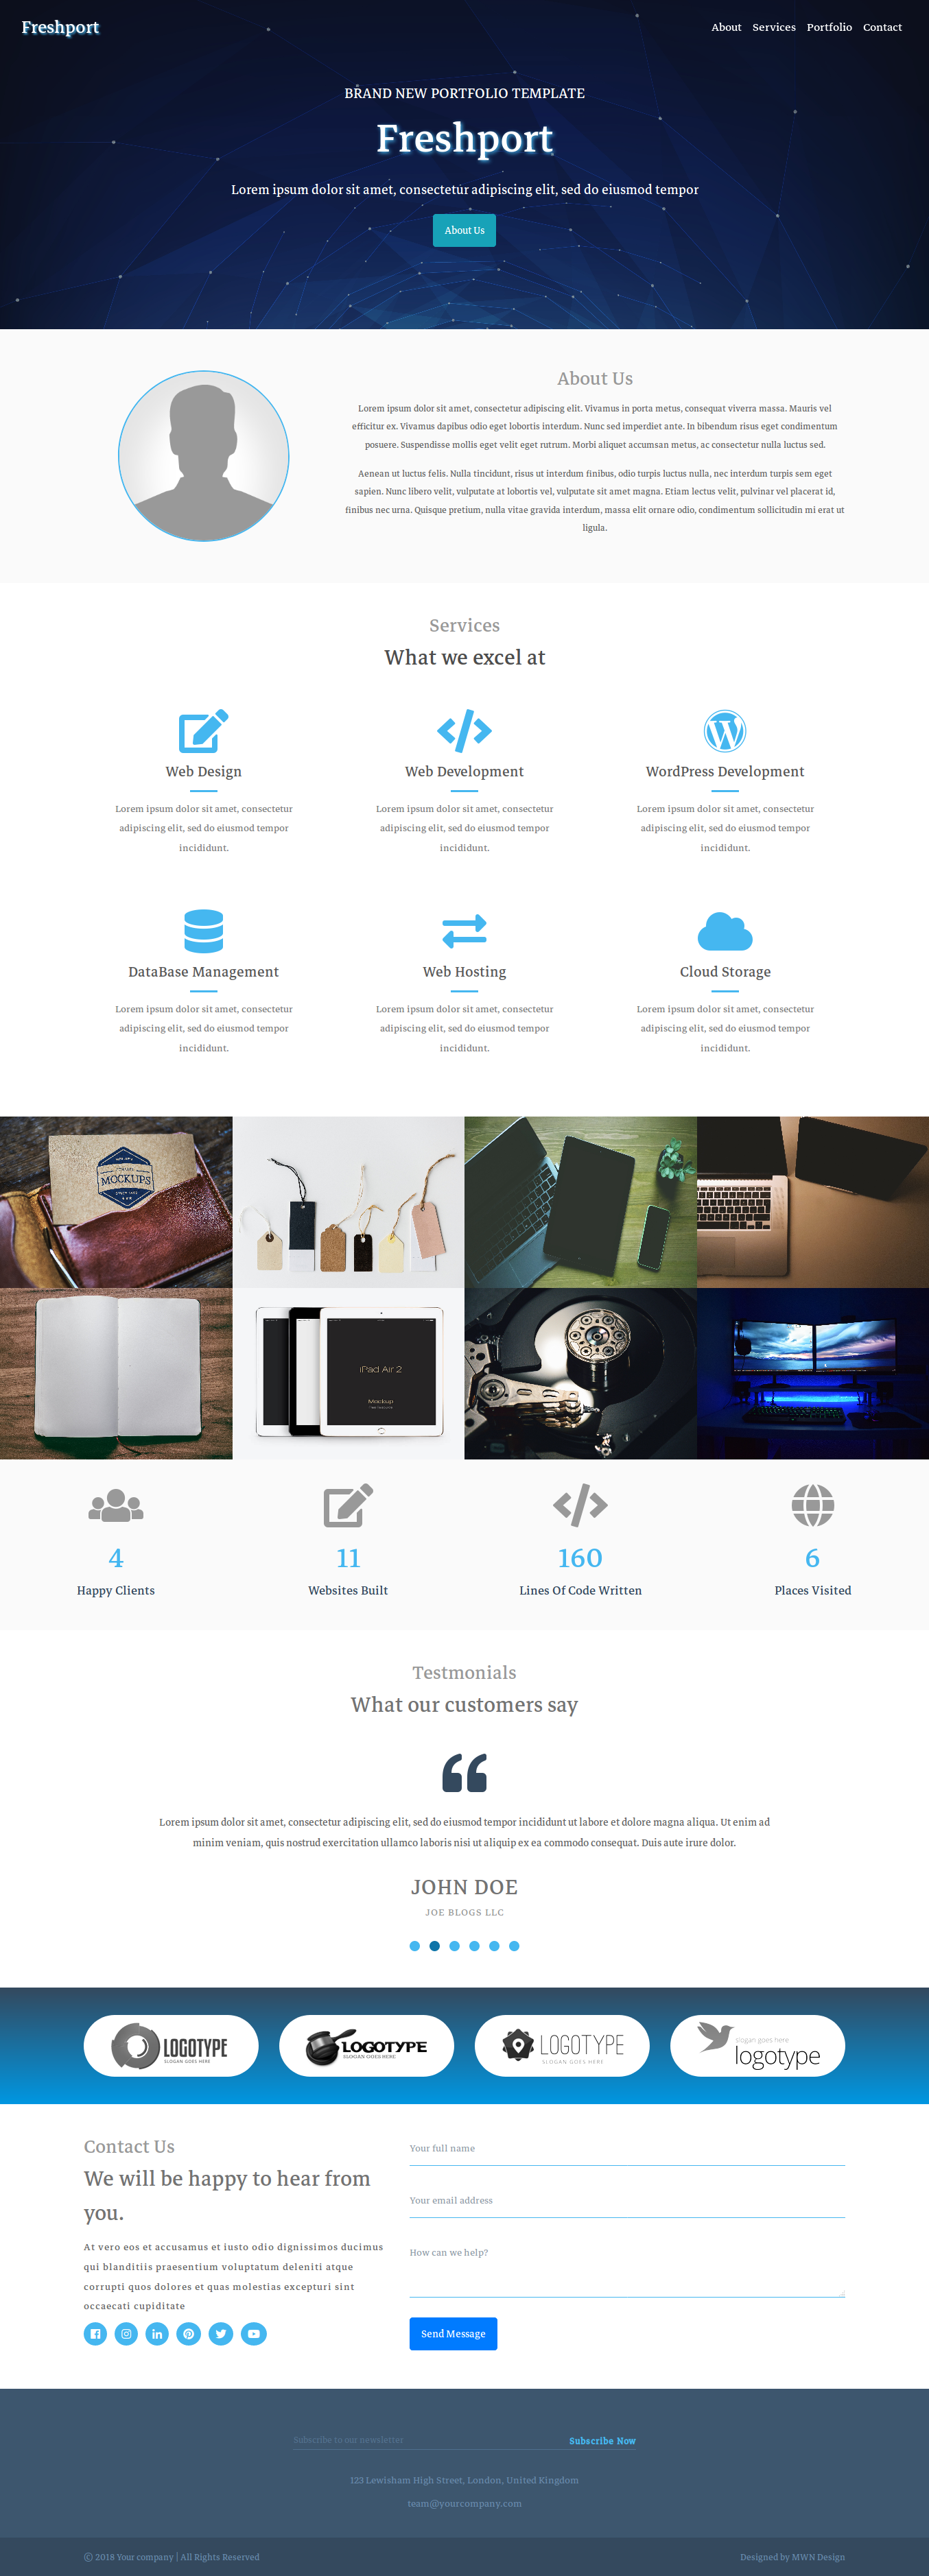 Freshport
About Services Portfolio Contact
BRAND NEW PORTFOLIO TEMPLATE
Freshport
Lorem ipsum dolor sit amet, consectetur adipiscing elit, sed do eiusmod tempor
About Us
About Us
Lorem ipsum dolor sit amet, consectetur adipiscing elit. Vivamus in porta metus, consequat viverra massa. Mauris vel
efficitur ex. Vivamus dapibus odio eget lobortis interdum. Nunc sed imperdiet ante. In bibendum risus eget condimentum
posuere. Suspendisse mollis eget velit eget rutrum. Morbi aliquet accumsan metus, ac consectetur nulla luctus sed.
Aenean ut luctus felis. Nulla tincidunt, risus ut interdum finibus, odio turpis luctus nulla, nec interdum turpis sem eget
sapien. Nunc libero velit, vulputate at lobortis vel, vulputate sit amet magna. Etiam lectus velit, pulvinar vel placerat id,
finibus nec urna. Quisque pretium, nulla vitae gravida interdum, massa elit ornare odio, condimentum sollicitudin mi erat ut
ligula.
Services
What we excel at
Web Design
Lorem ipsum dolor sit amet, consectetur
adipiscing elit, sed do eiusmod tempor
incididunt.
Web Development
Lorem ipsum dolor sit amet, consectetur
adipiscing elit, sed do eiusmod tempor
incididunt.
WordPress Development
Lorem ipsum dolor sit amet, consectetur
adipiscing elit, sed do eiusmod tempor
incididunt.
DataBase Management
Lorem ipsum dolor sit amet, consectetur
adipiscing elit, sed do eiusmod tempor
incididunt.
Web Hosting
Lorem ipsum dolor sit amet, consectetur
adipiscing elit, sed do eiusmod tempor
incididunt.
Cloud Storage
Lorem ipsum dolor sit amet, consectetur
adipiscing elit, sed do eiusmod tempor
incididunt.
MOCKUPS
iPad Air 2
Mockup
4
Happy Clients
11
Websites Built
160
Lines Of Code Written
6
Places Visited
Testmonials
What our customers say
Lorem ipsum dolor sit amet, consectetur adipiscing elit, sed do eiusmod tempor incididunt ut labore et dolore magna aliqua. Ut enim ad
minim veniam, quis nostrud exercitation ullamco laboris nisi ut aliquip ex ea commodo consequat. Duis aute irure dolor.
JOHN DOE
JOE BLOGS LLC
LOGOTYPE
SLOGAN GOES HERE
LOGOTYPE
SLOGAN GOES HERE
LOGOTYPE
SLOGAN GOES HERE
slogan goes here
logotype
Contact Us
We will be happy to hear from
you.
At vero eos et accusamus et iusto odio dignissimos ducimus
qui blanditiis praesentium voluptatum deleniti atque
corrupti quos dolores et quas molestias excepturi sint
occaecati cupiditate
Your full name
Your email address
How can we help?
Send Message
Subscribe to our newsletter
Subscribe Now
123 Lewisham High Street, London, United Kingdom
team@yourcompany.com
© 2018 Your company | All Rights Reserved
Designed by MWN Design